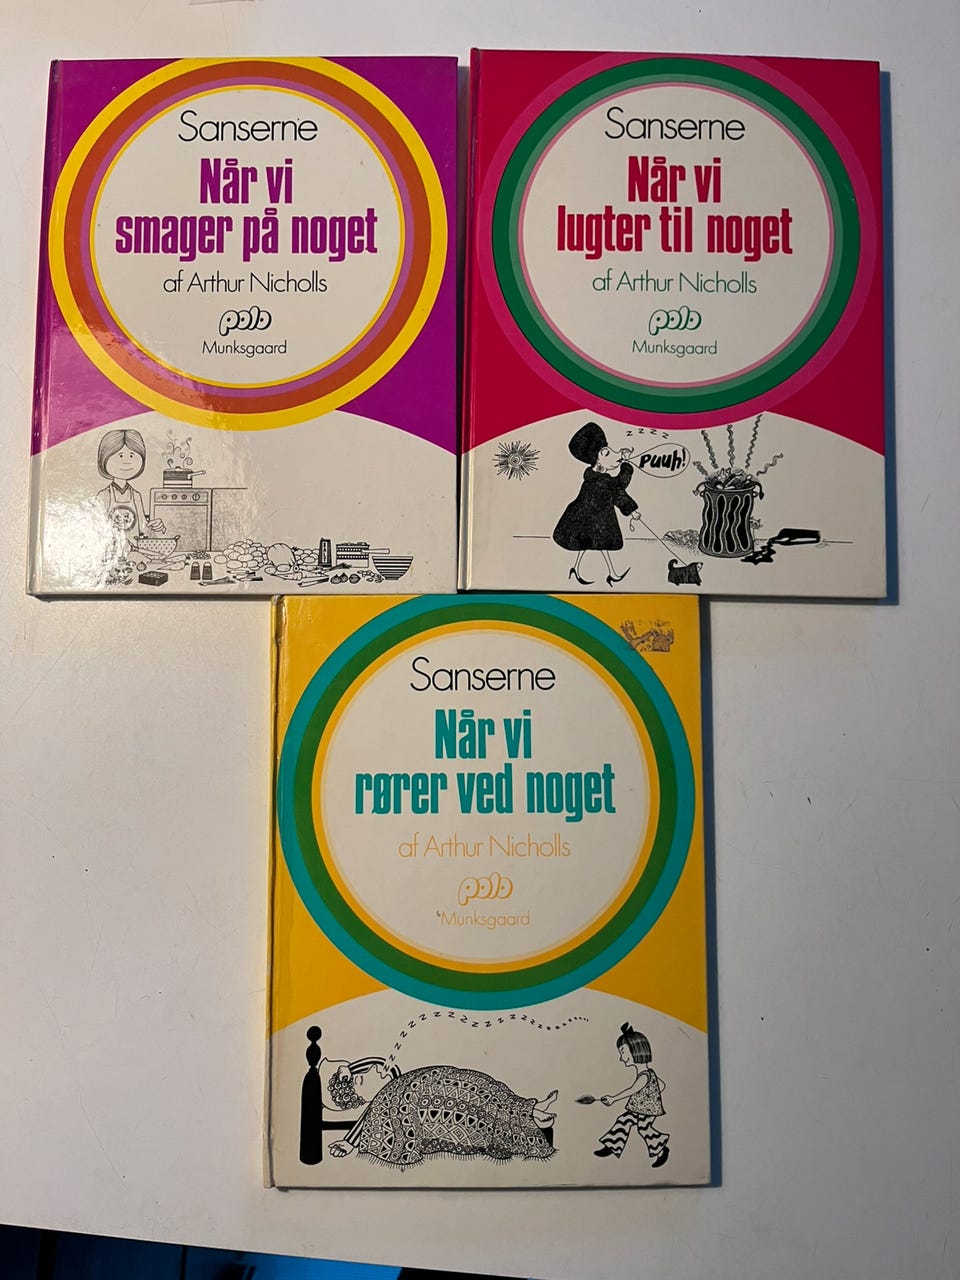 Sanserne
Når vi
smager på noget
af Arthur Nicholls
polo
Munksgaard
Sanserne
Når vi
lugter til noget
af Arthur Nicholls
polo
Munksgaard
zzzz
puuh!
Sanserne
Når vi
rører ved noget
af Arthur Nicholls
polo
Munksgaard